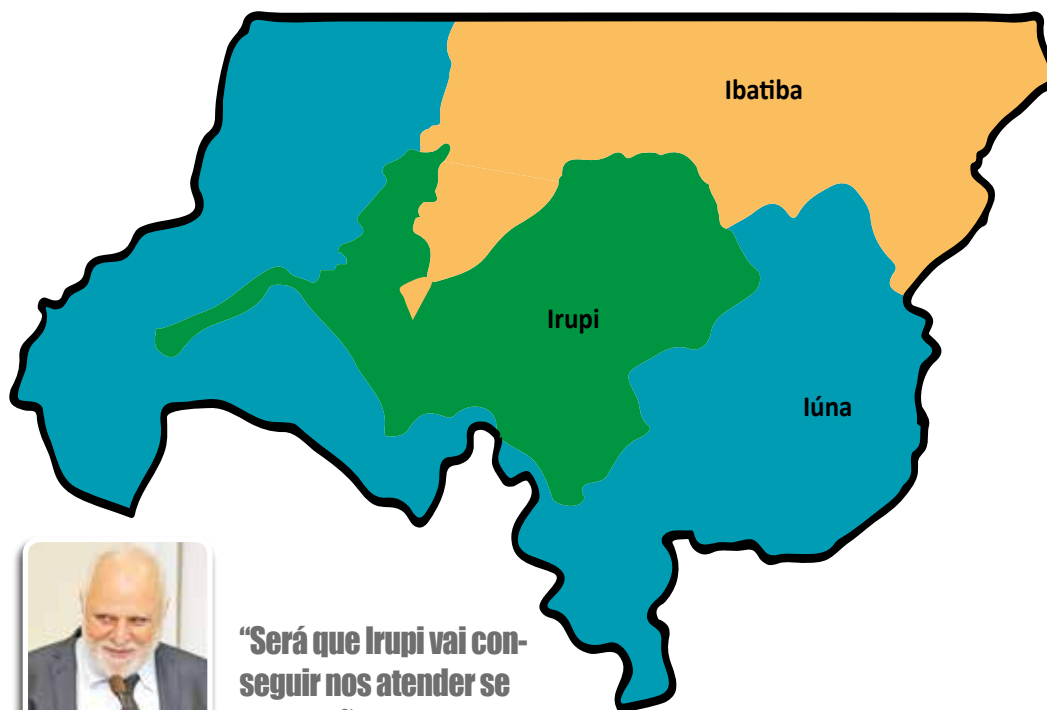 Ibatiba
Irupi
Iúna
“Será que Irupi vai con-
seguir nos atender se